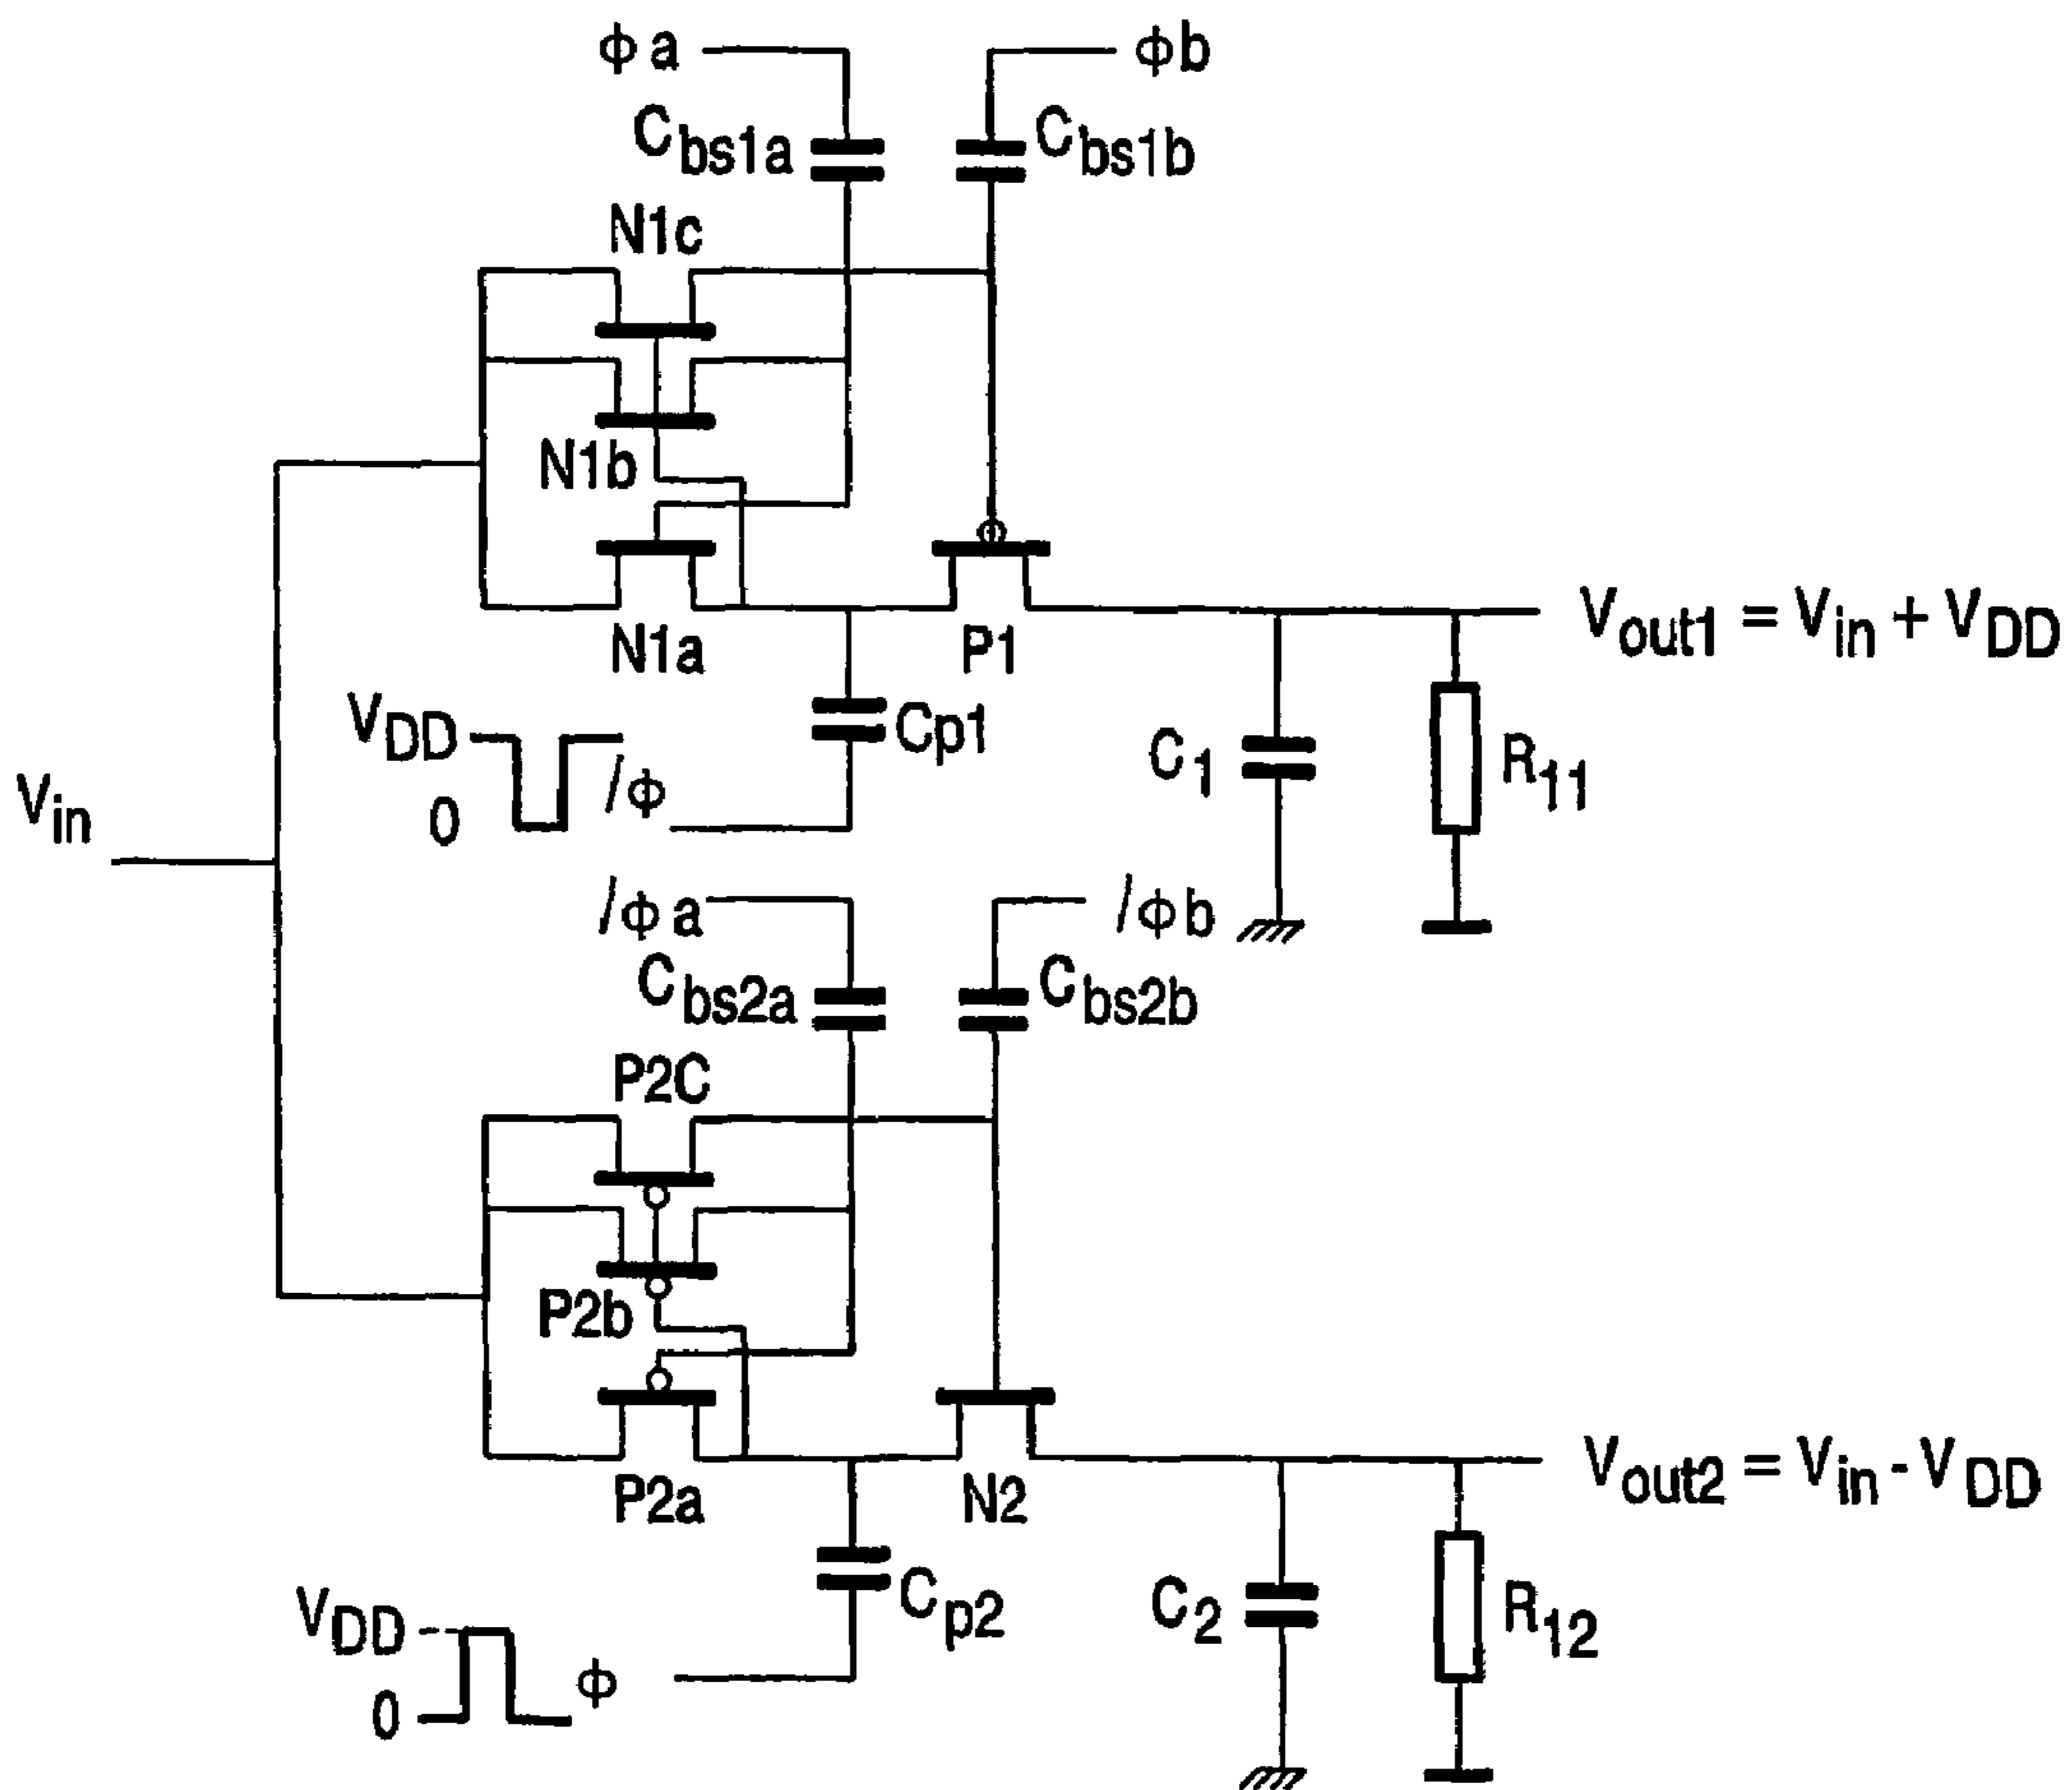 ϕa
ϕb
Cbs1a
Cbs1b
N1c
N1b
N1a
P1
Vout1 = Vin + VDD
VDD
0
/ϕ
Cp1
C1
R11
Vin
/ϕa
/ϕb
Cbs2a
Cbs2b
P2C
P2b
P2a
N2
Vout2 = Vin - VDD
VDD
0
ϕ
Cp2
C2
R12